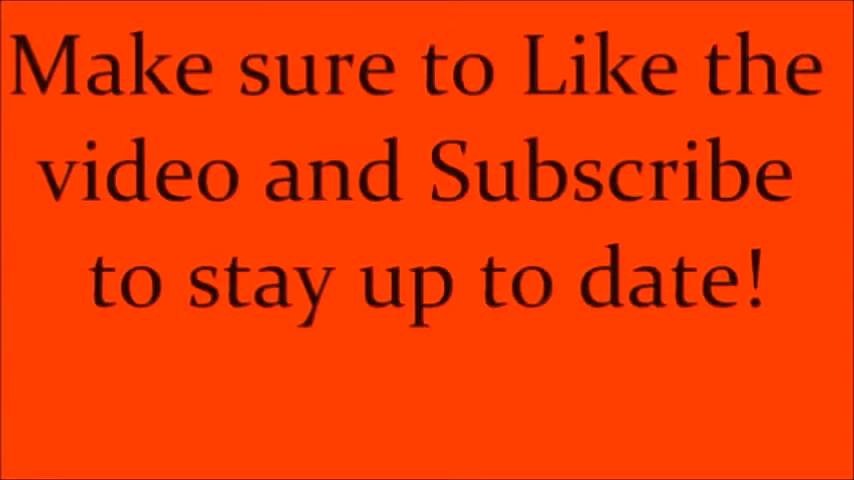 Make sure to Like the
video and Subscribe
to stay up to date!